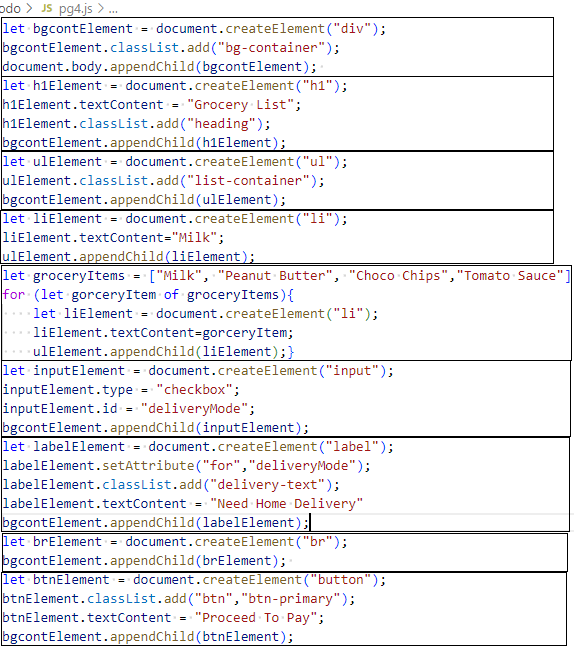 odo > JS pg4.js > ...
let bgcontElement = document.createElement("div");
bgcontElement.classList.add("bg-container");
document.body.appendChild(bgcontElement);
let h1Element = document.createElement("h1");
h1Element.textContent = "Grocery List";
h1Element.classList.add("heading");
bgcontElement.appendChild(h1Element);
let ulElement = document.createElement("ul");
ulElement.classList.add("list-container");
bgcontElement.appendChild(ulElement);
let liElement = document.createElement("li");
liElement.textContent="Milk";
ulElement.appendChild(liElement);
let groceryItems = ["Milk", "Peanut Butter", "Choco Chips","Tomato Sauce"]
for (let gorceryItem of groceryItems){
    let liElement = document.createElement("li");
    liElement.textContent=gorceryItem;
    ulElement.appendChild(liElement);}
let inputElement = document.createElement("input");
inputElement.type = "checkbox";
inputElement.id = "deliveryMode";
bgcontElement.appendChild(inputElement);
let labelElement = document.createElement("label");
labelElement.setAttribute("for","deliveryMode");
labelElement.classList.add("delivery-text");
labelElement.textContent = "Need Home Delivery"
bgcontElement.appendChild(labelElement);
let brElement = document.createElement("br");
bgcontElement.appendChild(brElement);
let btnElement = document.createElement("button");
btnElement.classList.add("btn","btn-primary");
btnElement.textContent = "Proceed To Pay";
bgcontElement.appendChild(btnElement);